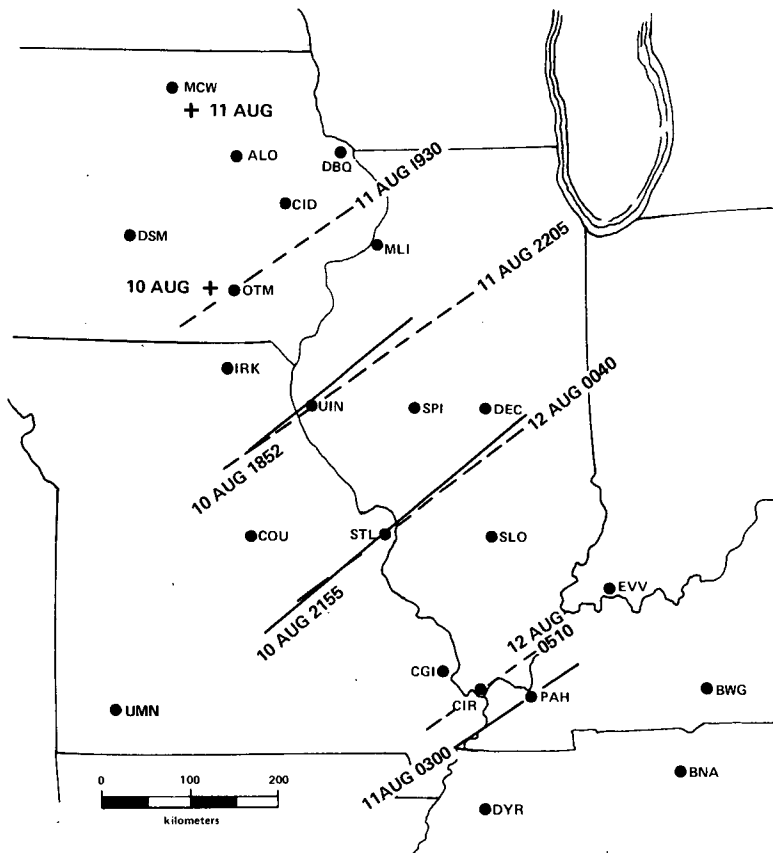 MCW
+ 11 AUG
ALO
DBQ
11 AUG I930
CID
DSM
MLI
10 AUG +
OTM
11 AUG 2205
IRK
UIN
SPI
DEC
12 AUG 0040
10 AUG 1852
COU
STL
SLO
EVV
10 AUG 2155
12 AUG
0510
CGI
CIR
PAH
BWG
UMN
11AUG 0300
BNA
0
100
200
kilometers
DYR